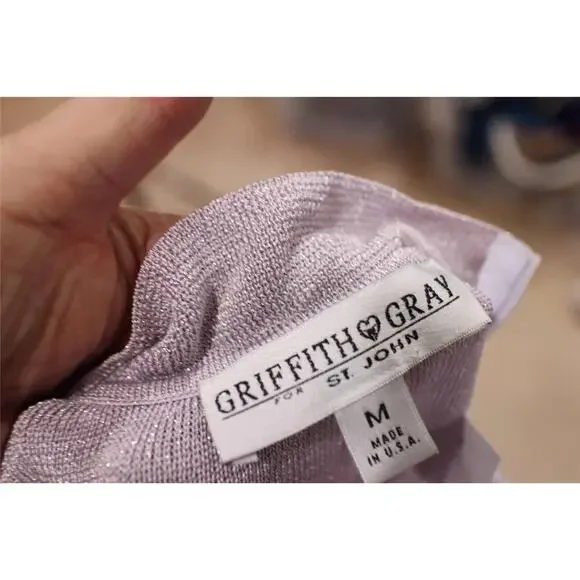 GRIFFITH GRAY
FOR ST. JOHN
M
MADE
IN U.S.A.